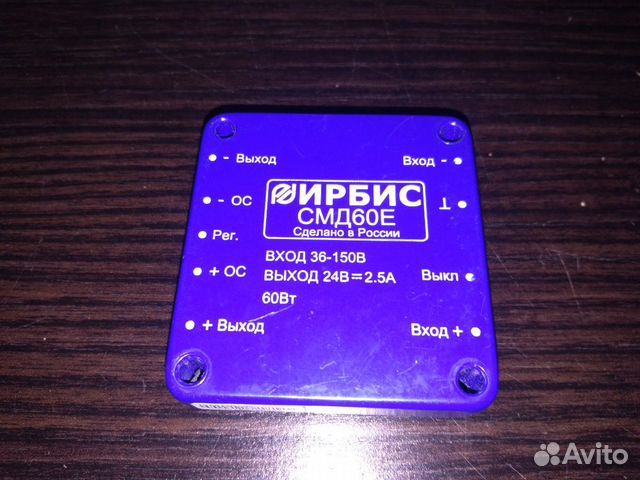 - Выход
Вход -
ИРБИС
СМД60Е
Сделано в России
- ОС
⊥
Рег.
ВХОД 36-150В
+ ОС
ВЫХОД 24В=2.5А
Выкл
60Вт
+ Выход
Вход +
Avito